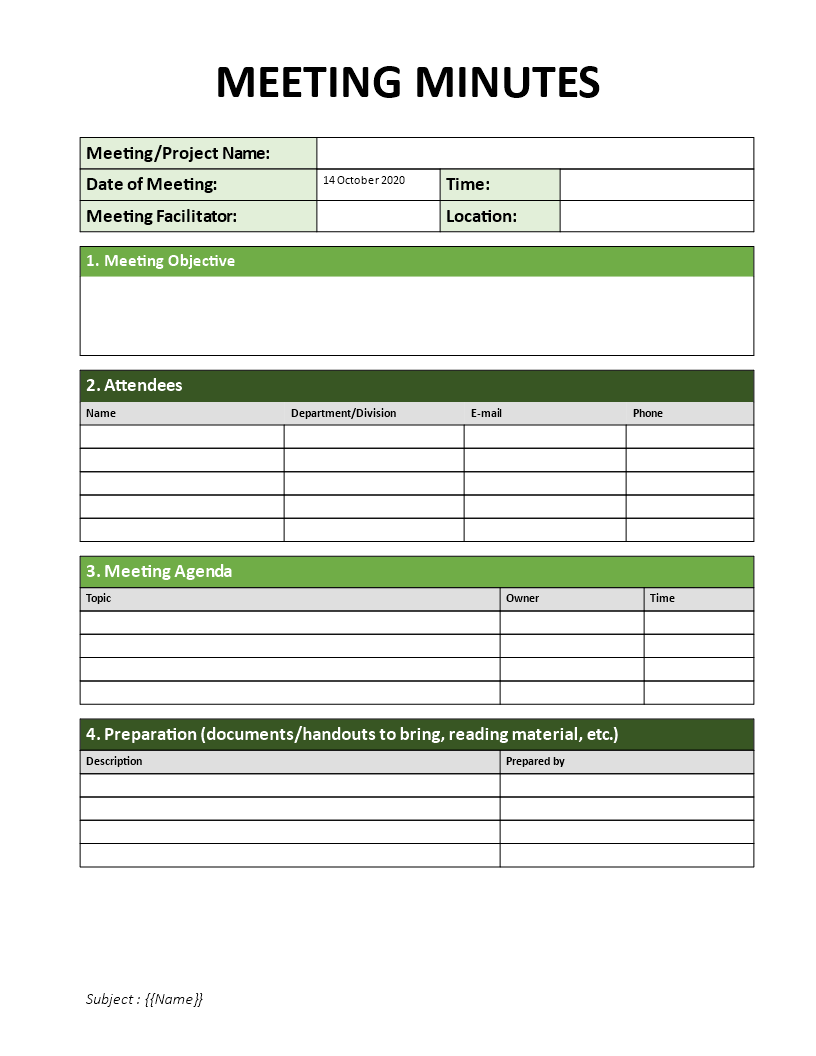 MEETING MINUTES
Meeting/Project Name:
Date of Meeting: 14 October 2020 Time:
Meeting Facilitator: Location:
1. Meeting Objective
2. Attendees
Name Department/Division E-mail Phone
3. Meeting Agenda
Topic Owner Time
4. Preparation (documents/handouts to bring, reading material, etc.)
Description Prepared by
Subject : {{Name}}